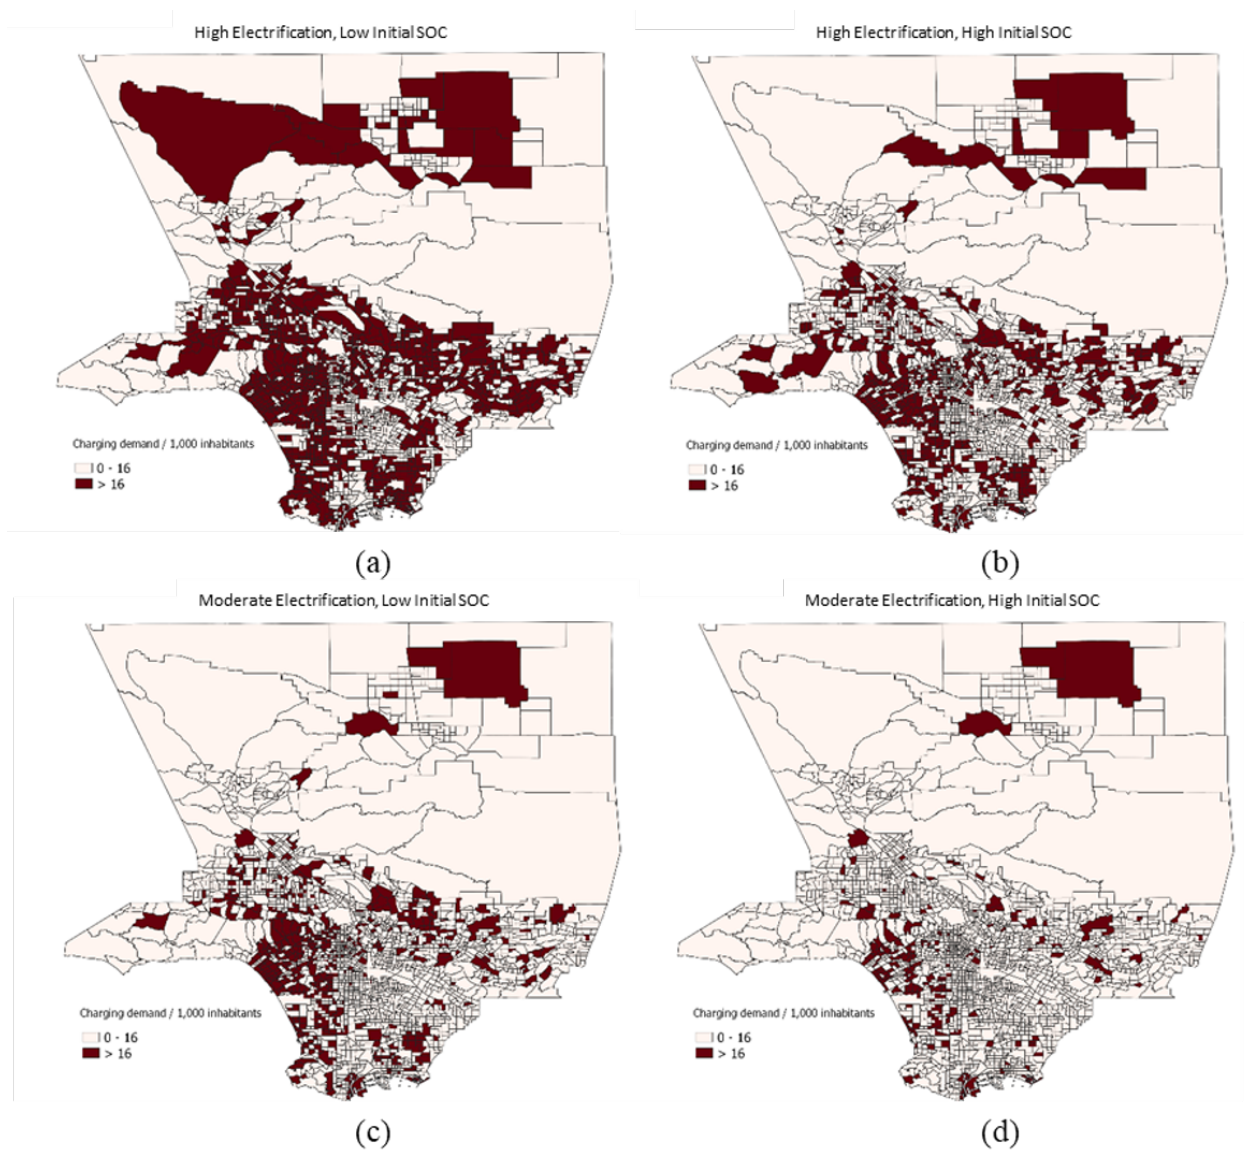 High Electrification, Low Initial SOC
High Electrification, High Initial SOC
Charging demand / 1,000 inhabitants
0 - 16
> 16
Charging demand / 1,000 inhabitants
0 - 16
> 16
(a)
(b)
Moderate Electrification, Low Initial SOC
Moderate Electrification, High Initial SOC
Charging demand / 1,000 inhabitants
0 - 16
> 16
Charging demand / 1,000 inhabitants
0 - 16
> 16
(c)
(d)